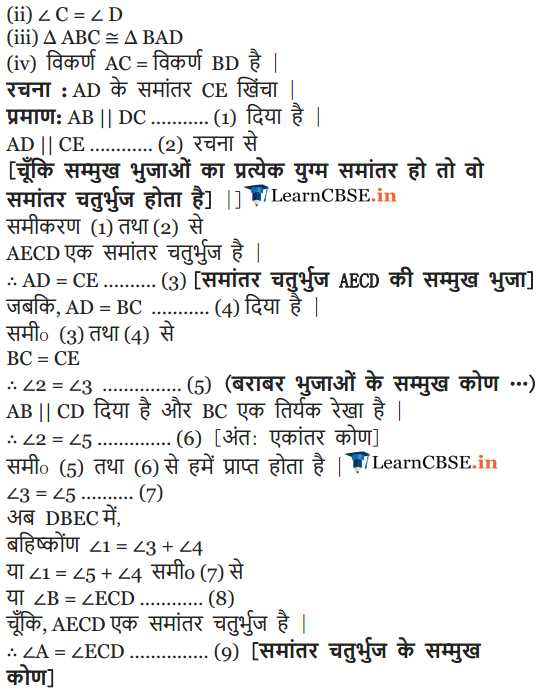 (ii) ∠ C = ∠ D
(iii) Δ ABC ≅ Δ BAD
(iv) विकर्ण AC = विकर्ण BD है |
रचना : AD के समांतर CE खिंचा |
प्रमाण: AB || DC ........... (1) दिया है |
AD || CE ............ (2) रचना से
[चूँकि सम्मुख भुजाओं का प्रत्येक युग्म समांतर हो तो वो
समांतर चतुर्भुज होता है] |] LearnCBSE.in
समीकरण (1) तथा (2) से
AECD एक समांतर चतुर्भुज है |
∴ AD = CE .......... (3) [समांतर चतुर्भुज AECD की सम्मुख भुजा]
जबकि, AD = BC ........... (4) दिया है |
समी० (3) तथा (4) से
BC = CE
∴ ∠2 = ∠3 ............... (5) (बराबर भुजाओं के सम्मुख कोण ···)
AB || CD दिया है और BC एक तिर्यक रेखा है |
∴ ∠2 = ∠5 .............. (6) [अंत: एकांतर कोण]
समी० (5) तथा (6) से हमें प्राप्त होता है | LearnCBSE.in
∠3 = ∠5 .......... (7)
अब DBEC में,
बहिष्कोंण ∠1 = ∠3 + ∠4
या ∠1 = ∠5 + ∠4 समी० (7) से
या ∠B = ∠ECD ............ (8)
चूँकि, AECD एक समांतर चतुर्भुज है |
∴ ∠A = ∠ECD ............... (9) [समांतर चतुर्भुज के सम्मुख
कोण]